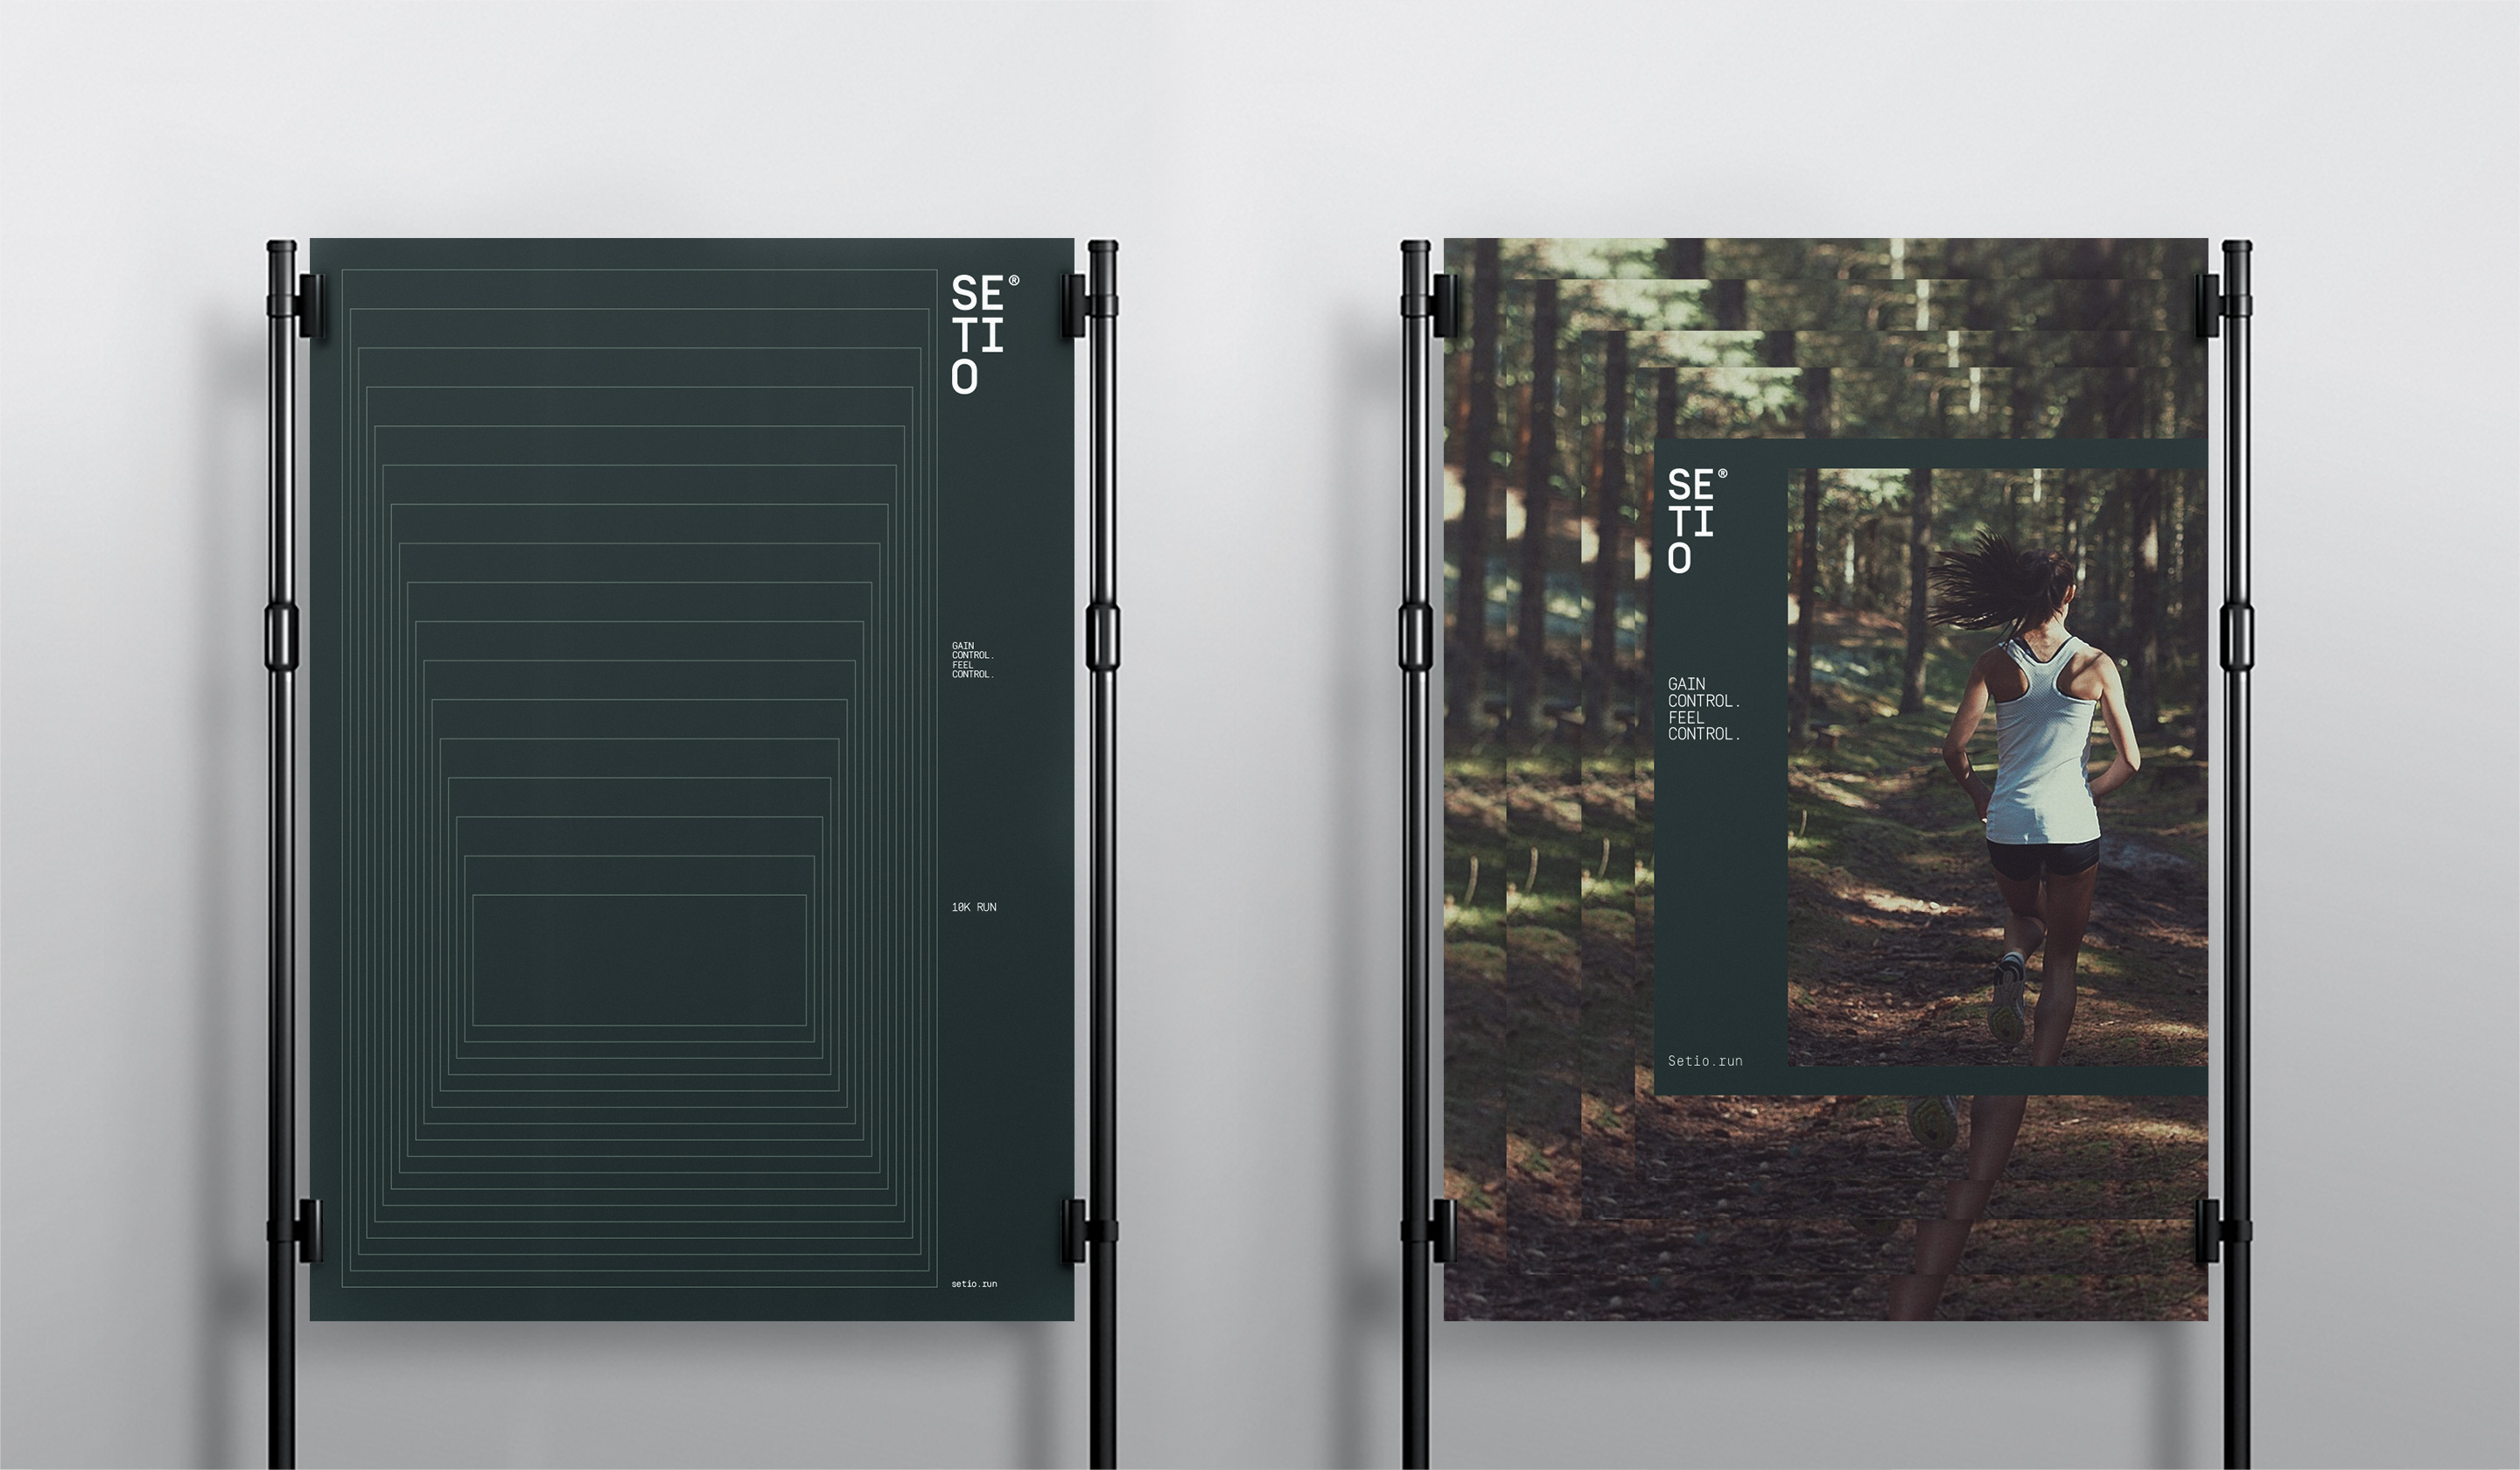 SE®
TI
O
GAIN
CONTROL.
FEEL
CONTROL.
10K RUN
setio.run
SE®
TI
O
GAIN
CONTROL.
FEEL
CONTROL.
Setio.run